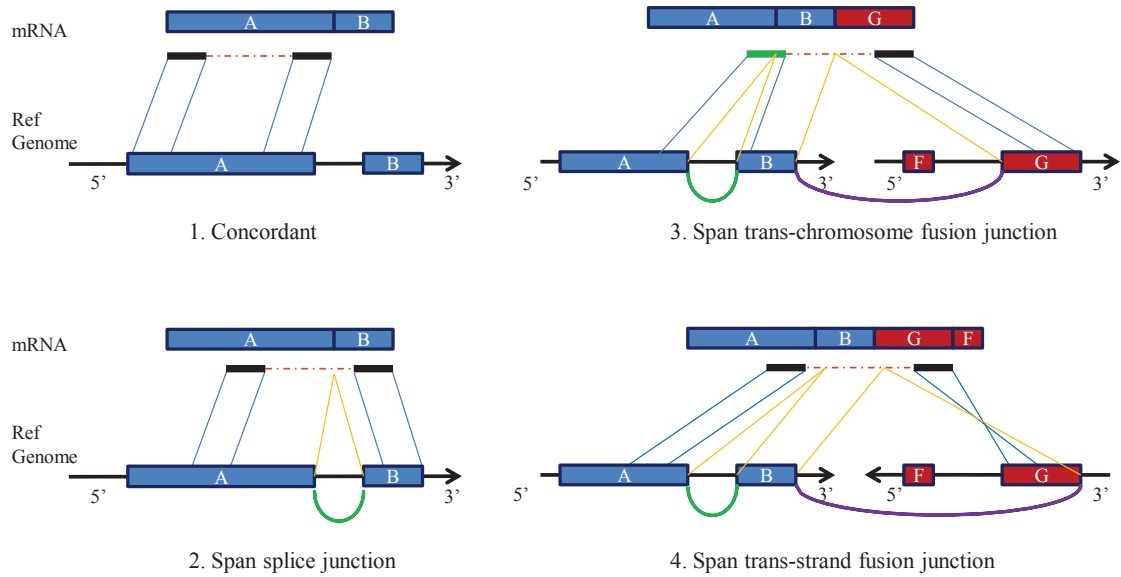 mRNA
A B
Ref
Genome
A B
5’ 3’
1. Concordant
A B G
A B F G
5’ 3’ 5’ 3’
3. Span trans-chromosome fusion junction
mRNA
A B
Ref
Genome
A B
5’ 3’
2. Span splice junction
A B G F
A B F G
5’ 3’ 5’ 3’
4. Span trans-strand fusion junction